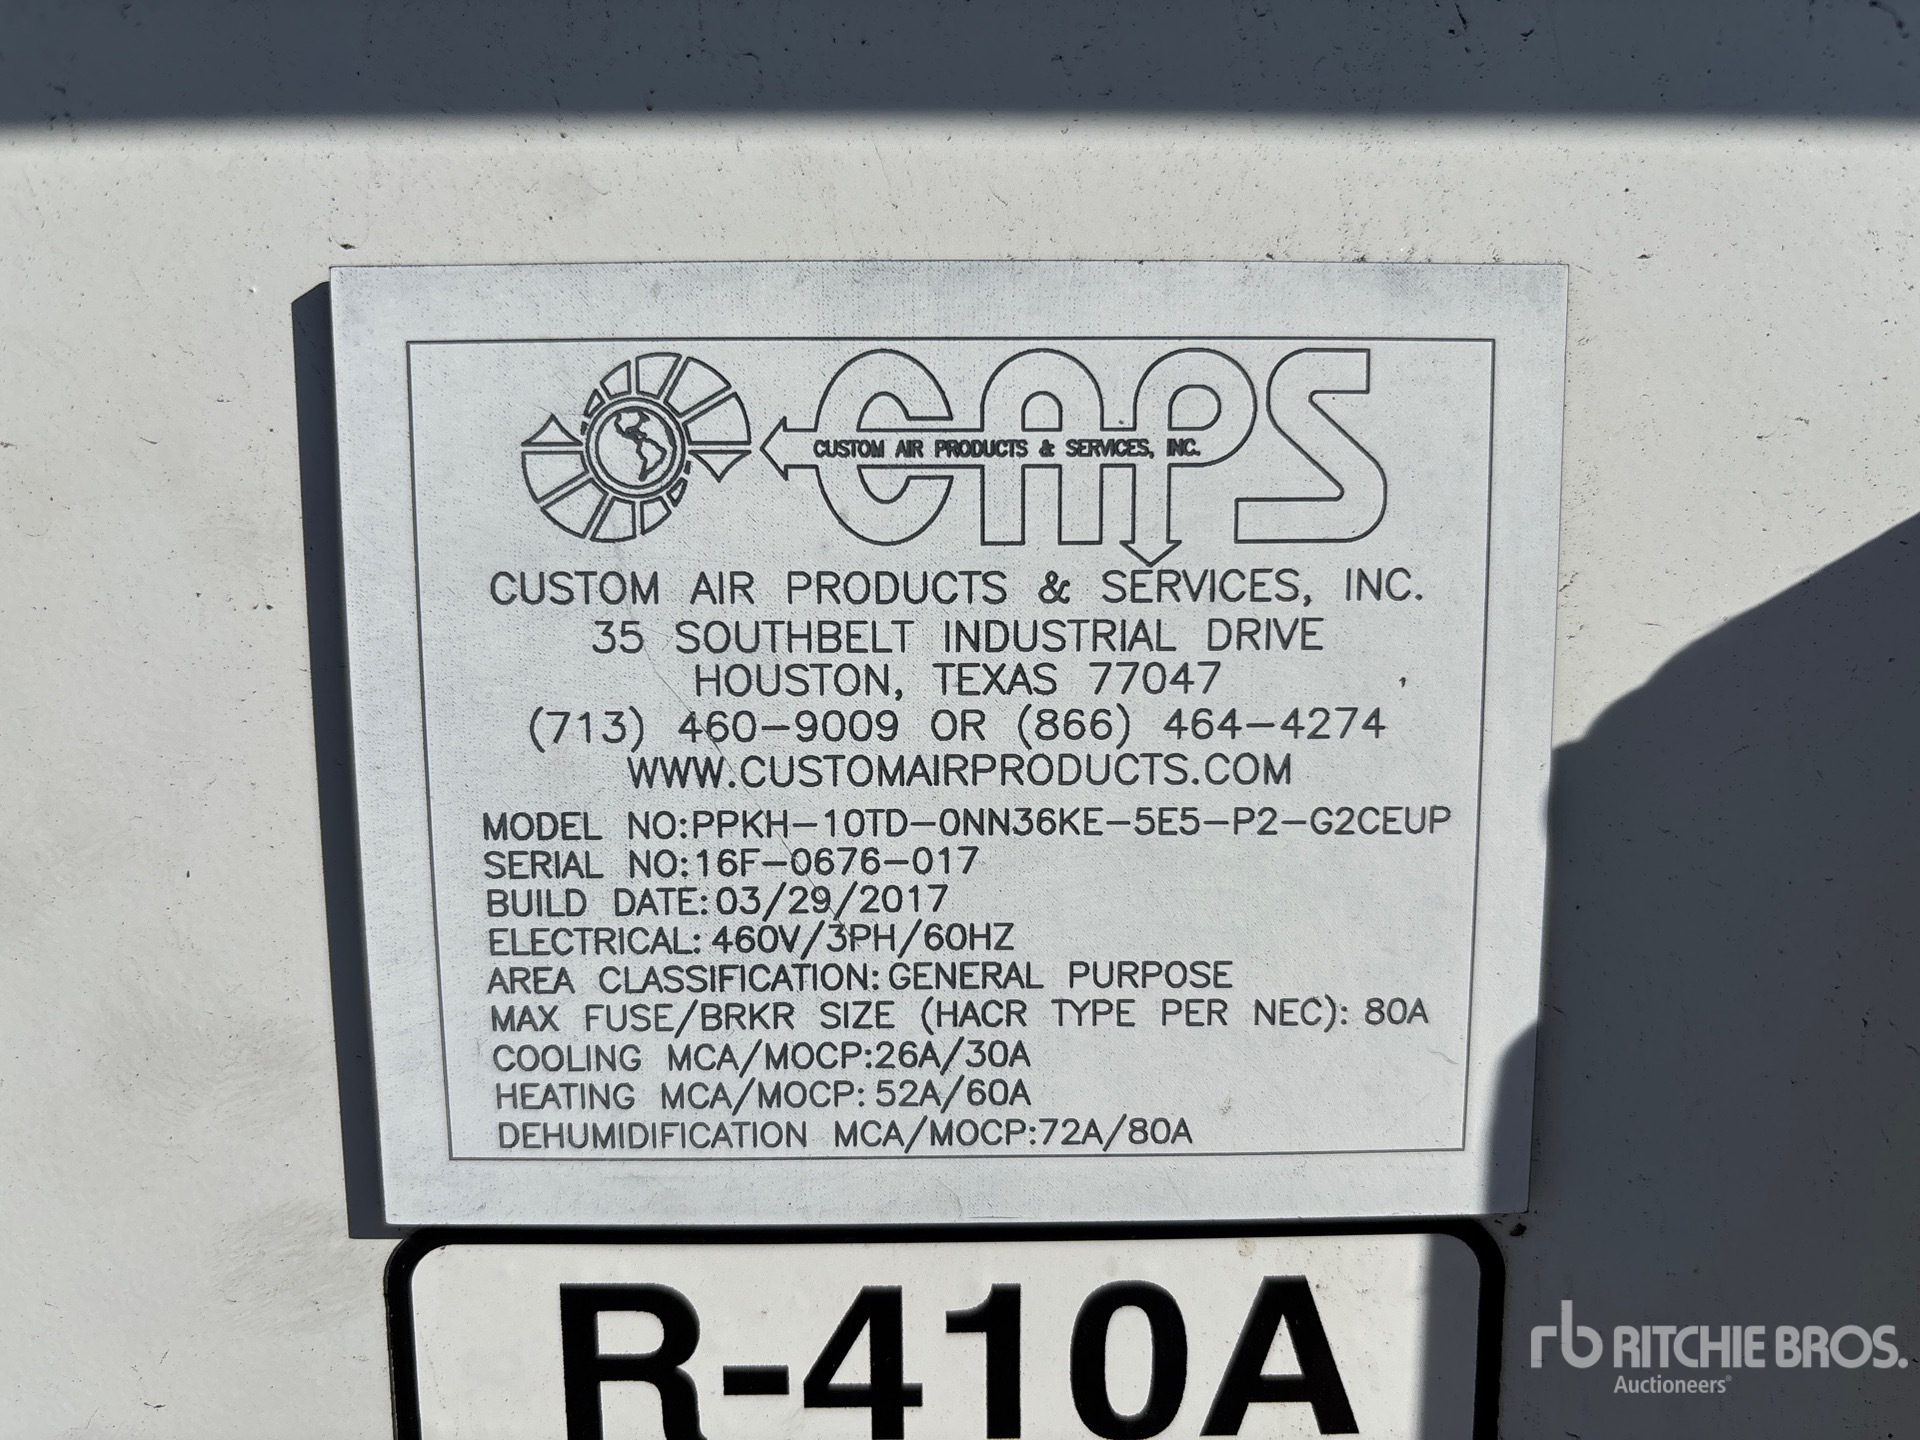 CAPS
CUSTOM AIR PRODUCTS & SERVICES, INC.
CUSTOM AIR PRODUCTS & SERVICES, INC.
35 SOUTHBELT INDUSTRIAL DRIVE
HOUSTON, TEXAS 77047
(713) 460-9009 OR (866) 464-4274
WWW.CUSTOMAIRPRODUCTS.COM
MODEL NO:PPKH-10TD-0NN36KE-5E5-P2-G2CEUP
SERIAL NO:16F-0676-017
BUILD DATE:03/29/2017
ELECTRICAL:460V/3PH/60HZ
AREA CLASSIFICATION:GENERAL PURPOSE
MAX FUSE/BRKR SIZE (HACR TYPE PER NEC): 80A
COOLING MCA/MOCP:26A/30A
HEATING MCA/MOCP:52A/60A
DEHUMIDIFICATION MCA/MOCP:72A/80A
R-410A
rb RITCHIE BROS.
Auctioneers